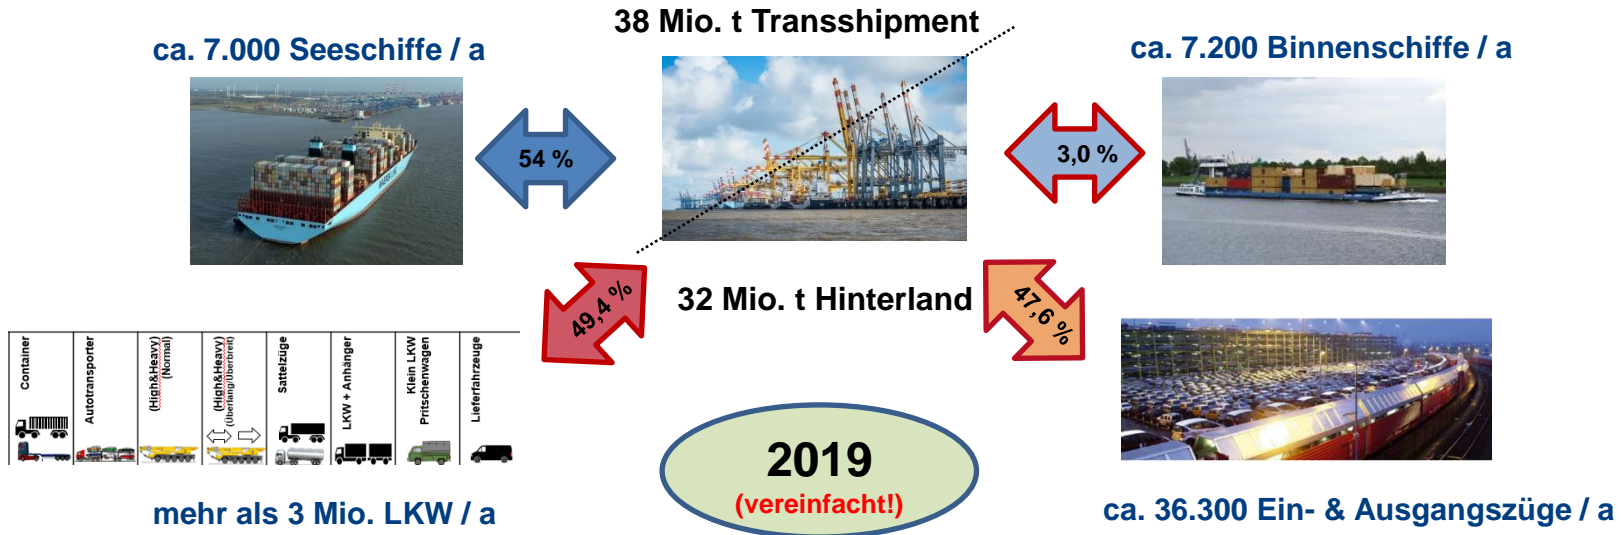 38 Mio. t Transshipment
ca. 7.000 Seeschiffe / a
ca. 7.200 Binnenschiffe / a
54 %
3,0 %
49,4 %
32 Mio. t Hinterland
47,6 %
Container
Autotransporter
(High&Heavy)
(Normal)
(High&Heavy)
(Überlang/Überbreit)
Sattelzüge
LKW + Anhänger
Klein LKW
Pritschenwagen
Lieferfahrzeuge
2019
(vereinfacht!)
mehr als 3 Mio. LKW / a
ca. 36.300 Ein- & Ausgangszüge / a